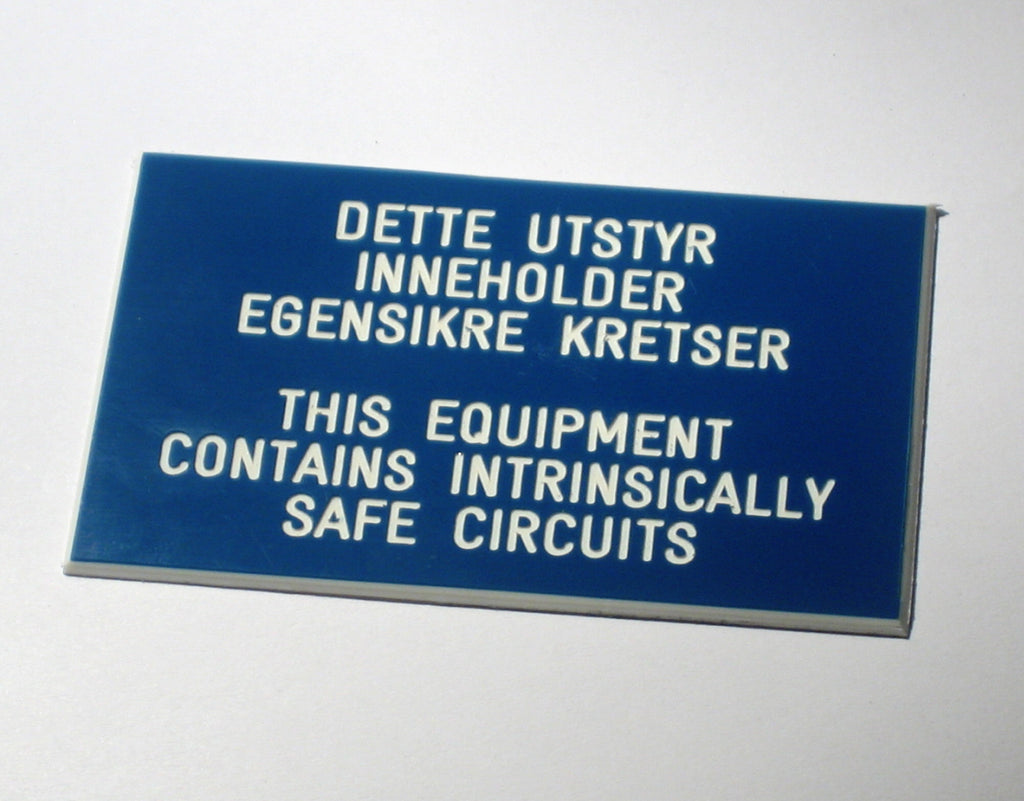 DETTE UTSTYR
INNEHOLDER
EGENSIKRE KRETSER
THIS EQUIPMENT
CONTAINS INTRINSICALLY
SAFE CIRCUITS